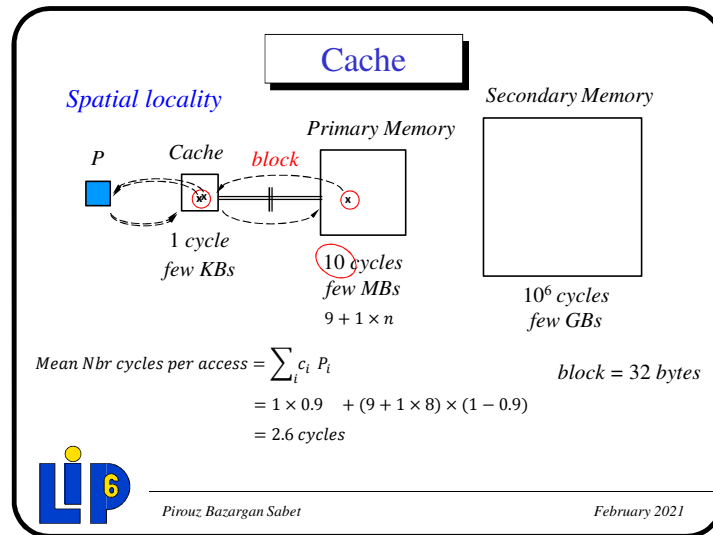 Cache
Spatial locality
Secondary Memory
Primary Memory
P
Cache
block
xx
x
1 cycle
few KBs
10 cycles
few MBs
9 + 1 × n
10⁶ cycles
few GBs
Mean Nbr cycles per access = ∑ᵢ cᵢ Pᵢ
block = 32 bytes
= 1 × 0.9 + (9 + 1 × 8) × (1 − 0.9)
= 2.6 cycles
LIP6
Pirouz Bazargan Sabet
February 2021